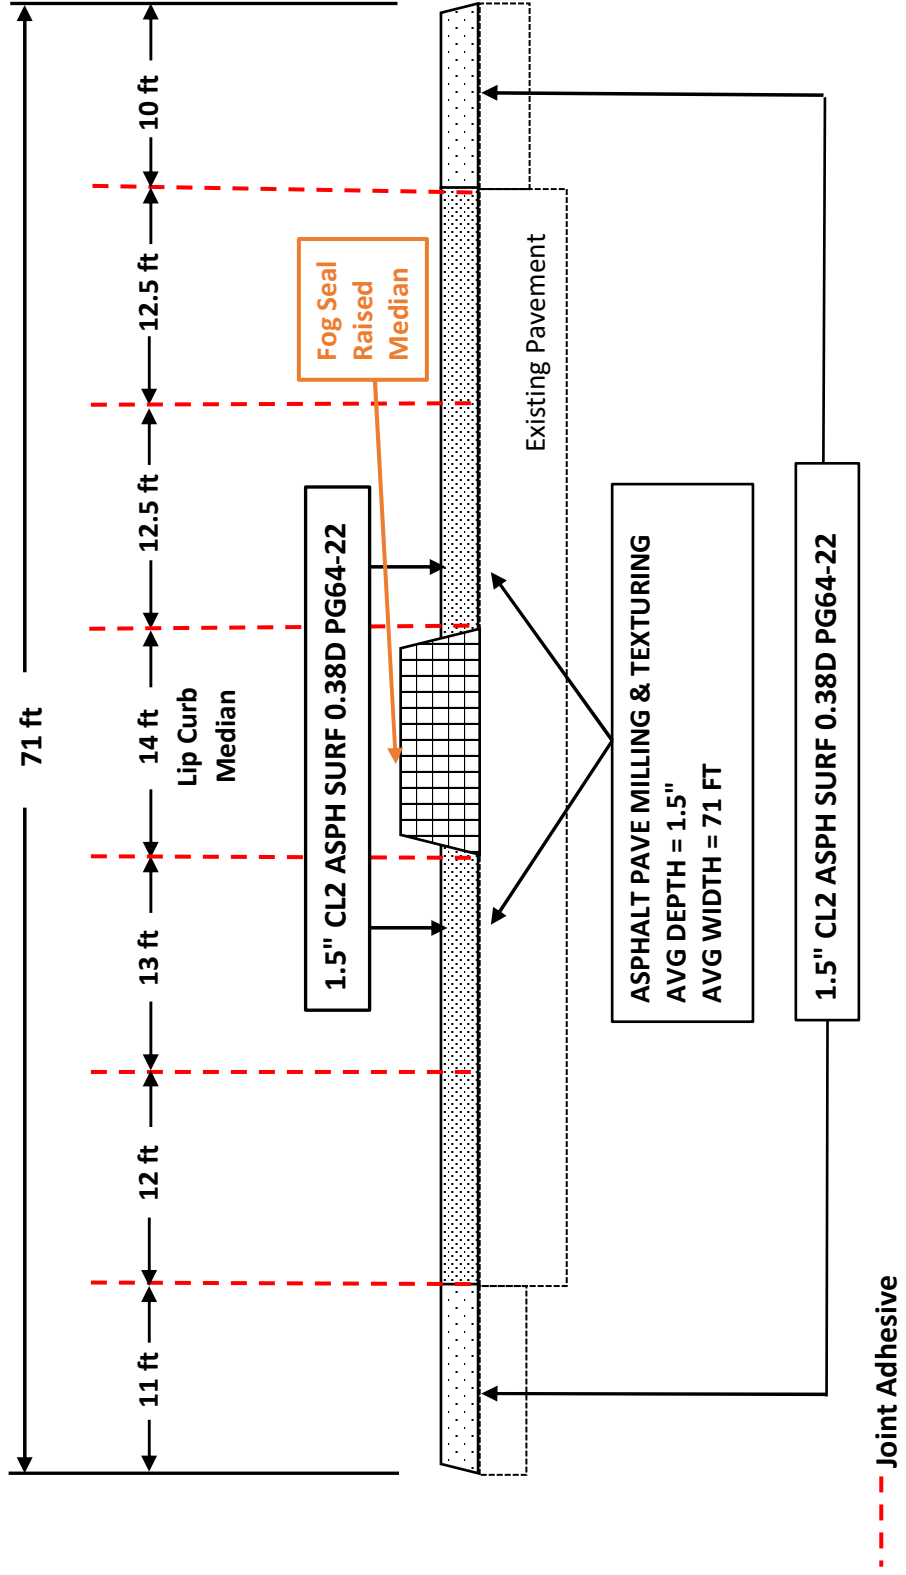 71 ft
11 ft
12 ft
13 ft
14 ft
12.5 ft
12.5 ft
10 ft
Lip Curb
Median
Fog Seal
Raised
Median
1.5" CL2 ASPH SURF 0.38D PG64-22
Existing Pavement
ASPHALT PAVE MILLING & TEXTURING
AVG DEPTH = 1.5"
AVG WIDTH = 71 FT
1.5" CL2 ASPH SURF 0.38D PG64-22
Joint Adhesive